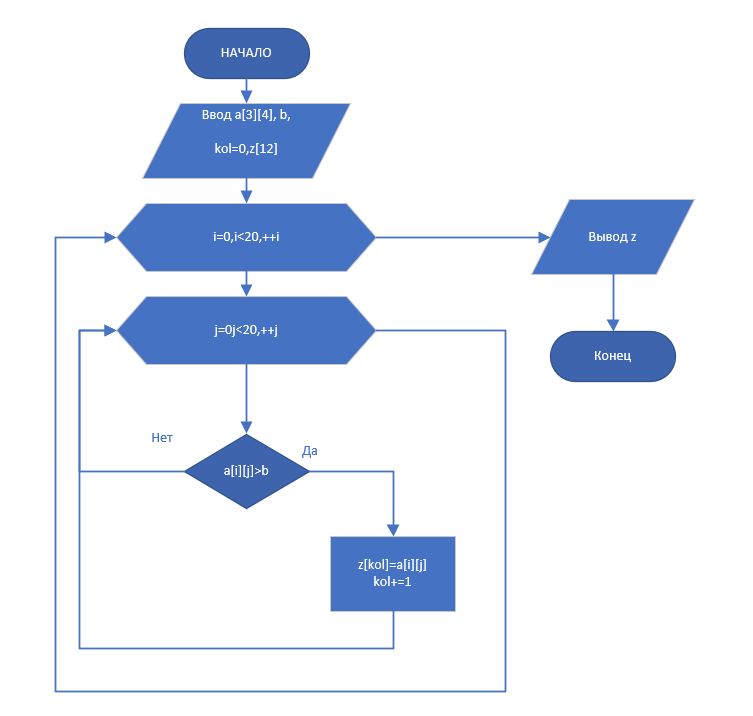 НАЧАЛО
Ввод a[3][4], b,
kol=0,z[12]
i=0,i<20,++i
Вывод z
j=0j<20,++j
Конец
Нет
Да
a[i][j]>b
z[kol]=a[i][j]
kol+=1